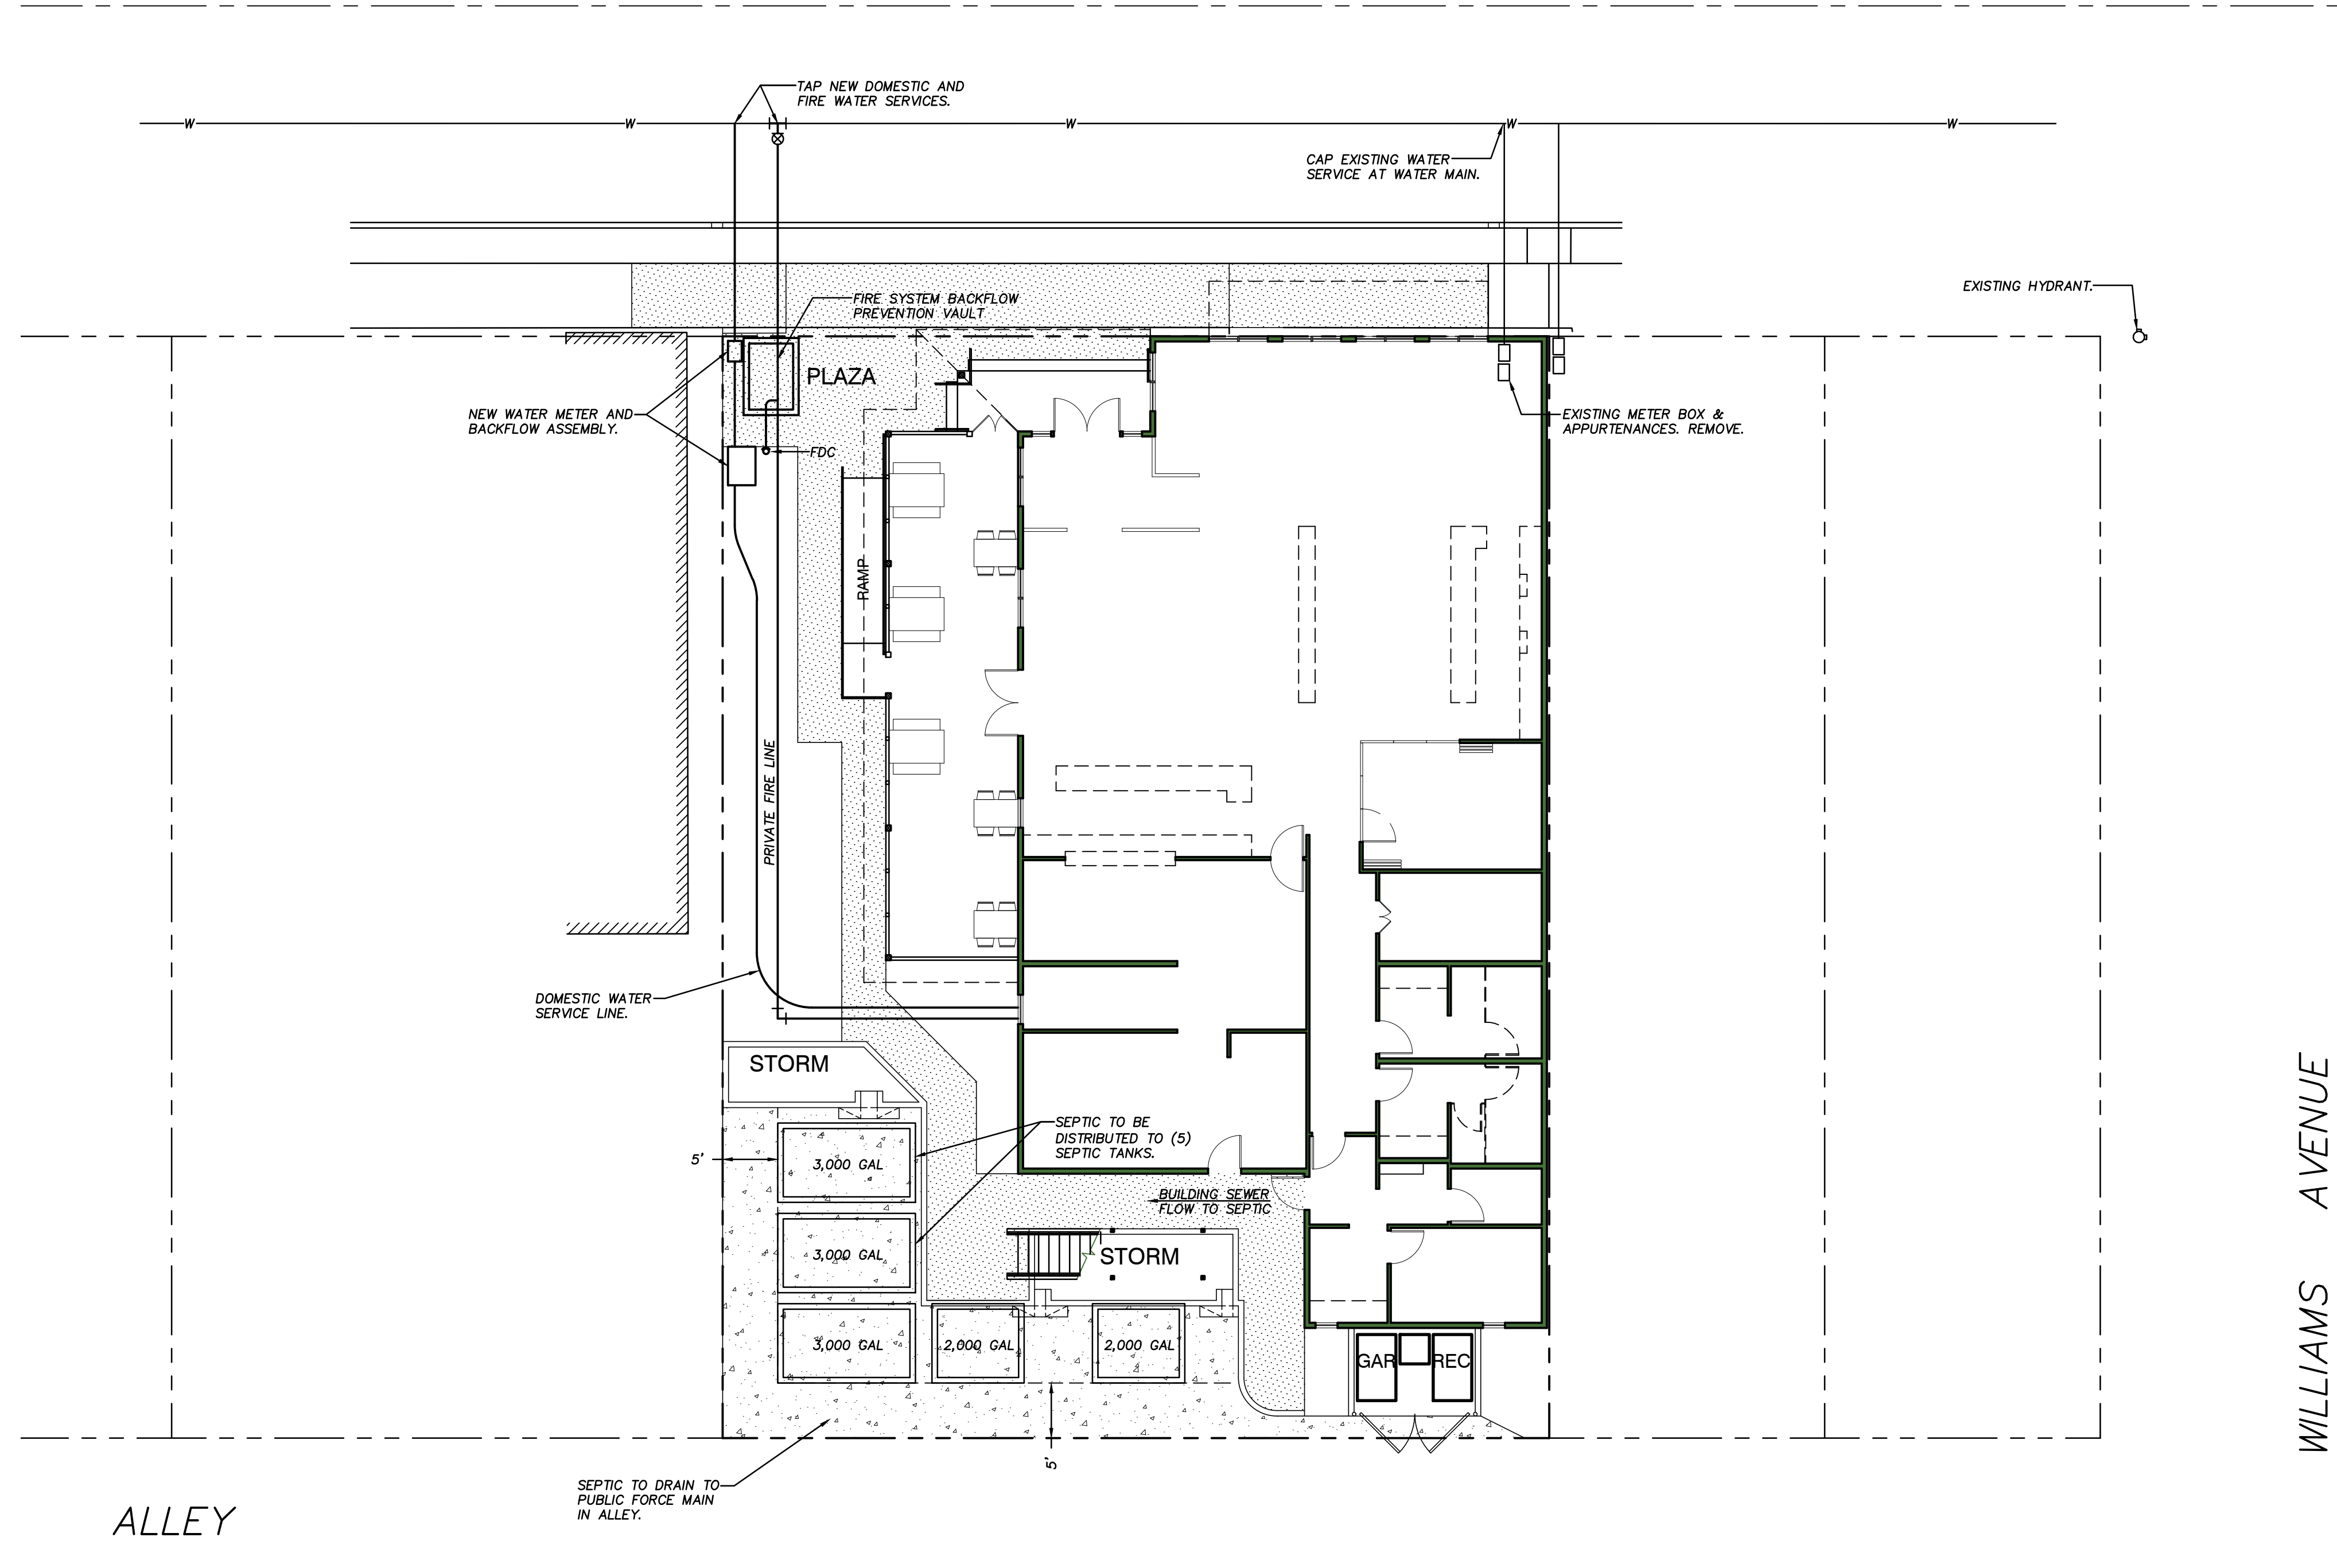 TAP NEW DOMESTIC AND
FIRE WATER SERVICES.
W
W
W
W
W
CAP EXISTING WATER
SERVICE AT WATER MAIN.
EXISTING HYDRANT.
FIRE SYSTEM BACKFLOW
PREVENTION VAULT
PLAZA
NEW WATER METER AND
BACKFLOW ASSEMBLY.
EXISTING METER BOX &
APPURTENANCES. REMOVE.
FDC
RAMP
PRIVATE FIRE LINE
DOMESTIC WATER
SERVICE LINE.
STORM
SEPTIC TO BE
DISTRIBUTED TO (5)
SEPTIC TANKS.
5'
3,000 GAL
BUILDING SEWER
FLOW TO SEPTIC
3,000 GAL
STORM
3,000 GAL
2,000 GAL
2,000 GAL
GAR
REC
5'
SEPTIC TO DRAIN TO
PUBLIC FORCE MAIN
IN ALLEY.
ALLEY
WILLIAMS AVENUE